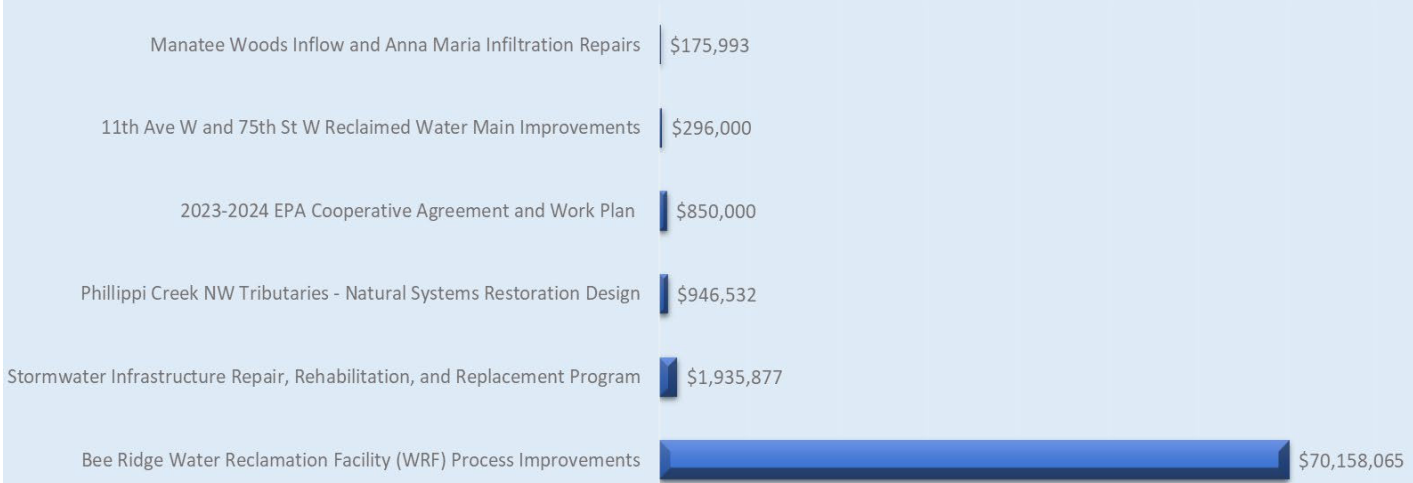 Manatee Woods Inflow and Anna Maria Infiltration Repairs $175,993
11th Ave W and 75th St W Reclaimed Water Main Improvements $296,000
2023-2024 EPA Cooperative Agreement and Work Plan $850,000
Phillippi Creek NW Tributaries - Natural Systems Restoration Design $946,532
Stormwater Infrastructure Repair, Rehabilitation, and Replacement Program $1,935,877
Bee Ridge Water Reclamation Facility (WRF) Process Improvements $70,158,065